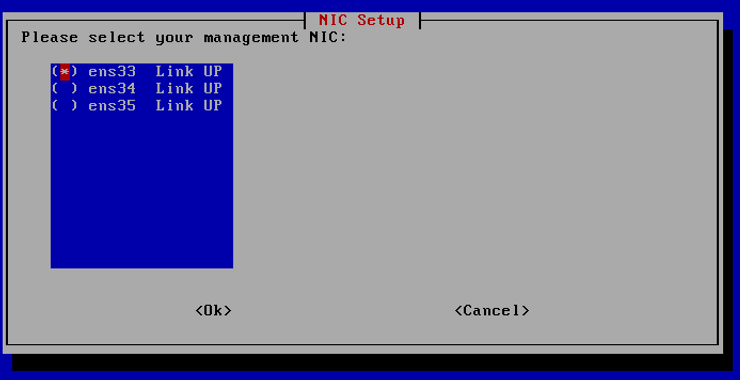 NIC Setup
Please select your management NIC:
(*) ens33  Link UP
( ) ens34  Link UP
( ) ens35  Link UP
<Ok> <Cancel>